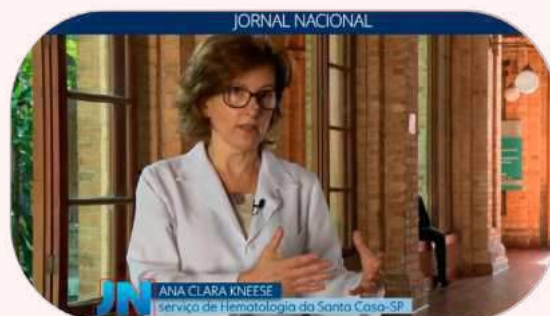 JORNAL NACIONAL
JN
ANA CLARA KNEESE
serviço de Hematologia da Santa Casa-SP